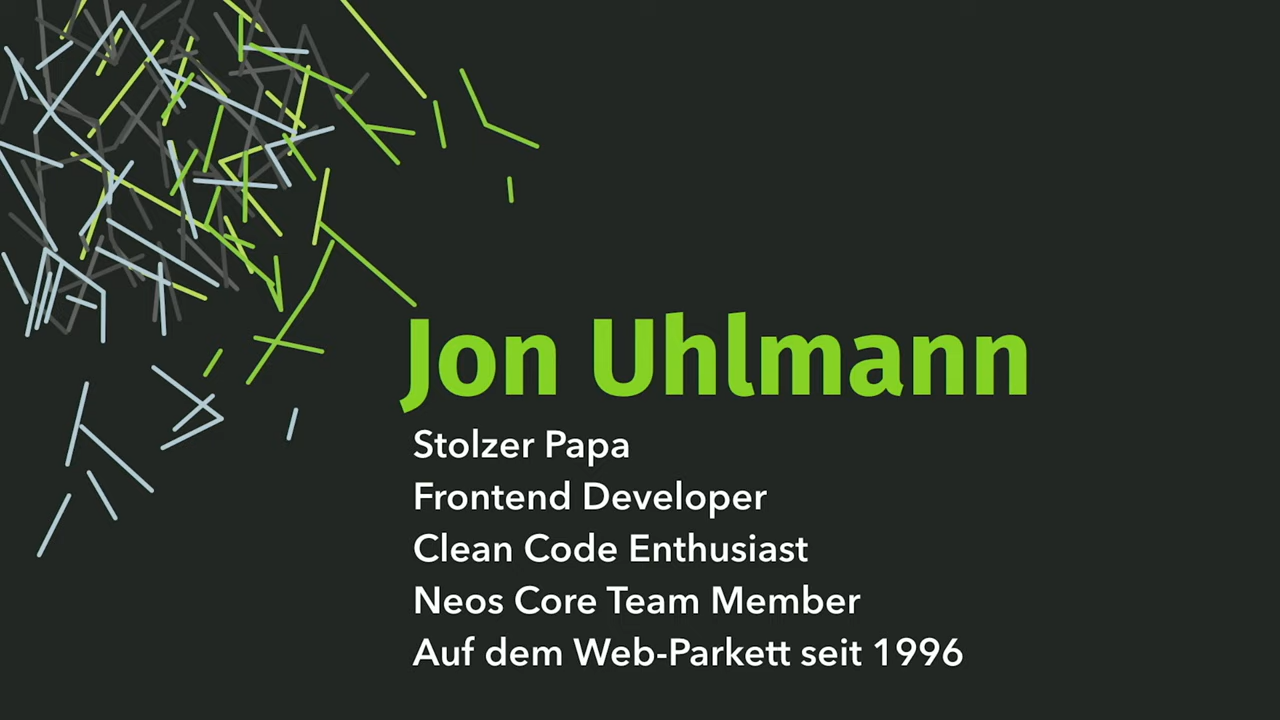 Jon Uhlmann
Stolzer Papa
Frontend Developer
Clean Code Enthusiast
Neos Core Team Member
Auf dem Web-Parkett seit 1996